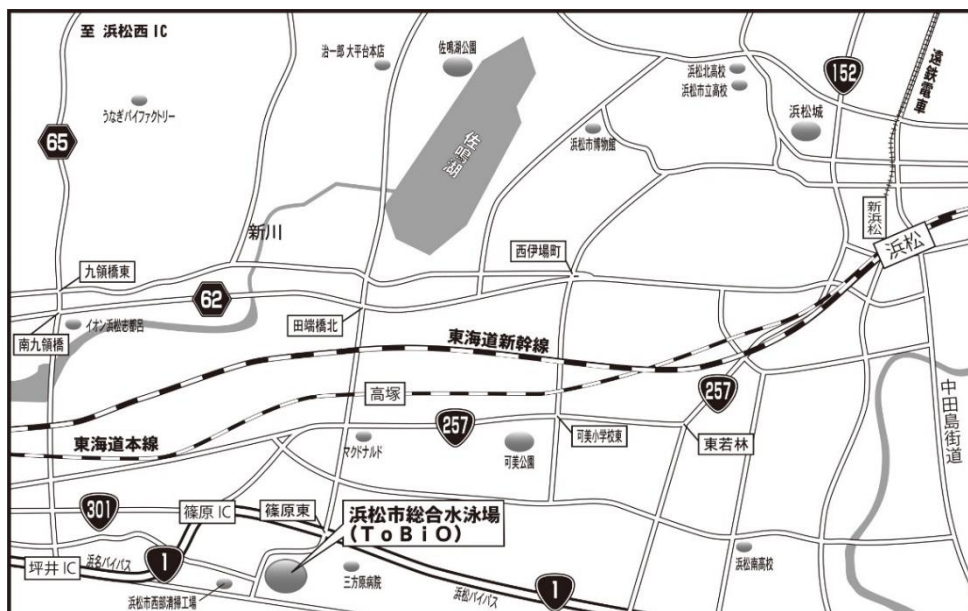 至 浜松西IC
治一郎 大平台本店
佐鳴湖公園
浜松北高校
浜松市立高校
152
遠鉄電車
うなぎパイファクトリー
浜松城
65
浜松市博物館
佐鳴湖
新川
新浜松
浜松
九領橋東
西伊場町
62
イオン浜松志都呂
田端橋北
南九領橋
東海道新幹線
高塚
257
中田島街道
257
東海道本線
マクドナルド
可美公園
可美小学校東
東若林
301
篠原IC
篠原東
浜松市総合水泳場
(ToBiO)
坪井IC
浜名バイパス
1
三方原病院
浜松南高校
浜松市西部清掃工場
浜松バイパス
1